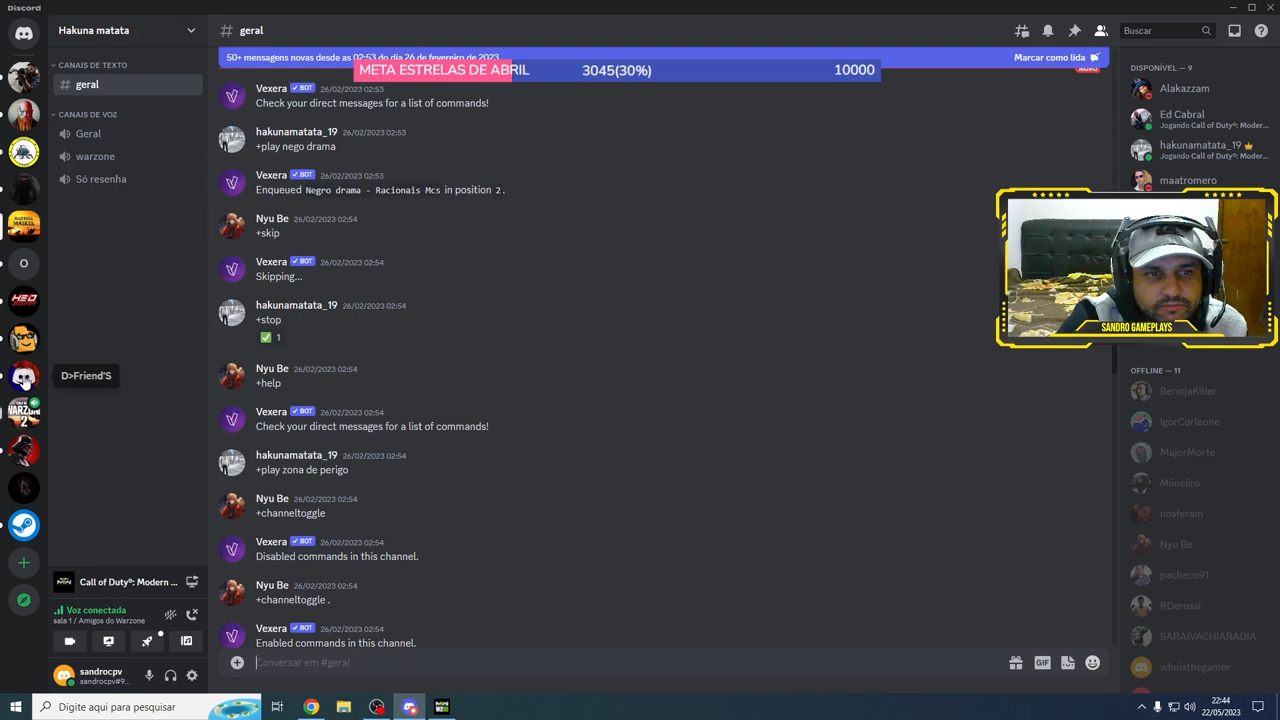 Discord
Hakuna matata
geral
Buscar
50+ mensagens novas desde as 02:53 do dia 26 de fevereiro de 2023
Marcar como lida
META ESTRELAS DE ABRIL 3045(30%) 10000
NOVO
CANAIS DE TEXTO
geral
CANAIS DE VOZ
Geral
warzone
Só resenha
D>Friend'S
Vexera BOT 26/02/2023 02:53
Check your direct messages for a list of commands!
hakunamatata_19 26/02/2023 02:53
+play nego drama
Vexera BOT 26/02/2023 02:53
Enqueued Negro drama - Racionais Mcs in position 2.
Nyu Be 26/02/2023 02:54
+skip
Vexera BOT 26/02/2023 02:54
Skipping...
hakunamatata_19 26/02/2023 02:54
+stop
1
Nyu Be 26/02/2023 02:54
+help
Vexera BOT 26/02/2023 02:54
Check your direct messages for a list of commands!
hakunamatata_19 26/02/2023 02:54
+play zona de perigo
Nyu Be 26/02/2023 02:54
+channeltoggle
Vexera BOT 26/02/2023 02:54
Disabled commands in this channel.
Nyu Be 26/02/2023 02:54
+channeltoggle .
Vexera BOT 26/02/2023 02:54
Enabled commands in this channel.
Conversar em #geral
GIF
DISPONÍVEL — 9
Alakazzam
Ed Cabral
Jogando Call of Duty®: Moder...
hakunamatata_19
Jogando Call of Duty®: Moder...
maatromero
SANDRO GAMEPLAYS
OFFLINE — 11
BerinjaKiller
IgorCorleone
MajorMorte
Miineiiro
nosferam
Nyu Be
pacheco91
RDerossi
SARAIVACHIARADIA
whoisthegamer
O
Call of Duty®: Modern ...
Voz conectada
sala 1 / Amigos do Warzone
sandrocpv
sandrocpv#9...
Digite aqui para pesquisar
22:44
22/05/2023